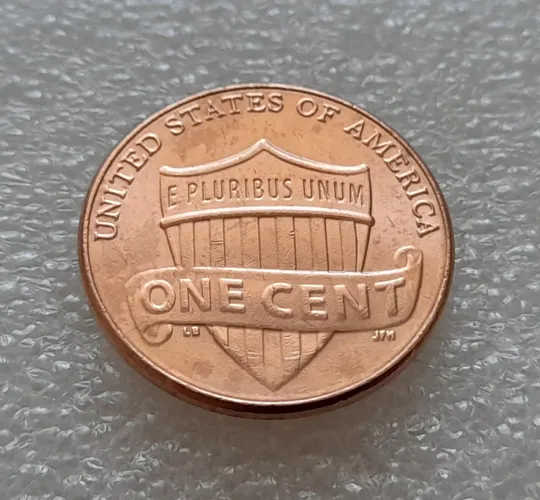 UNITED STATES OF AMERICA
E PLURIBUS UNUM
ONE CENT
LB
JFM